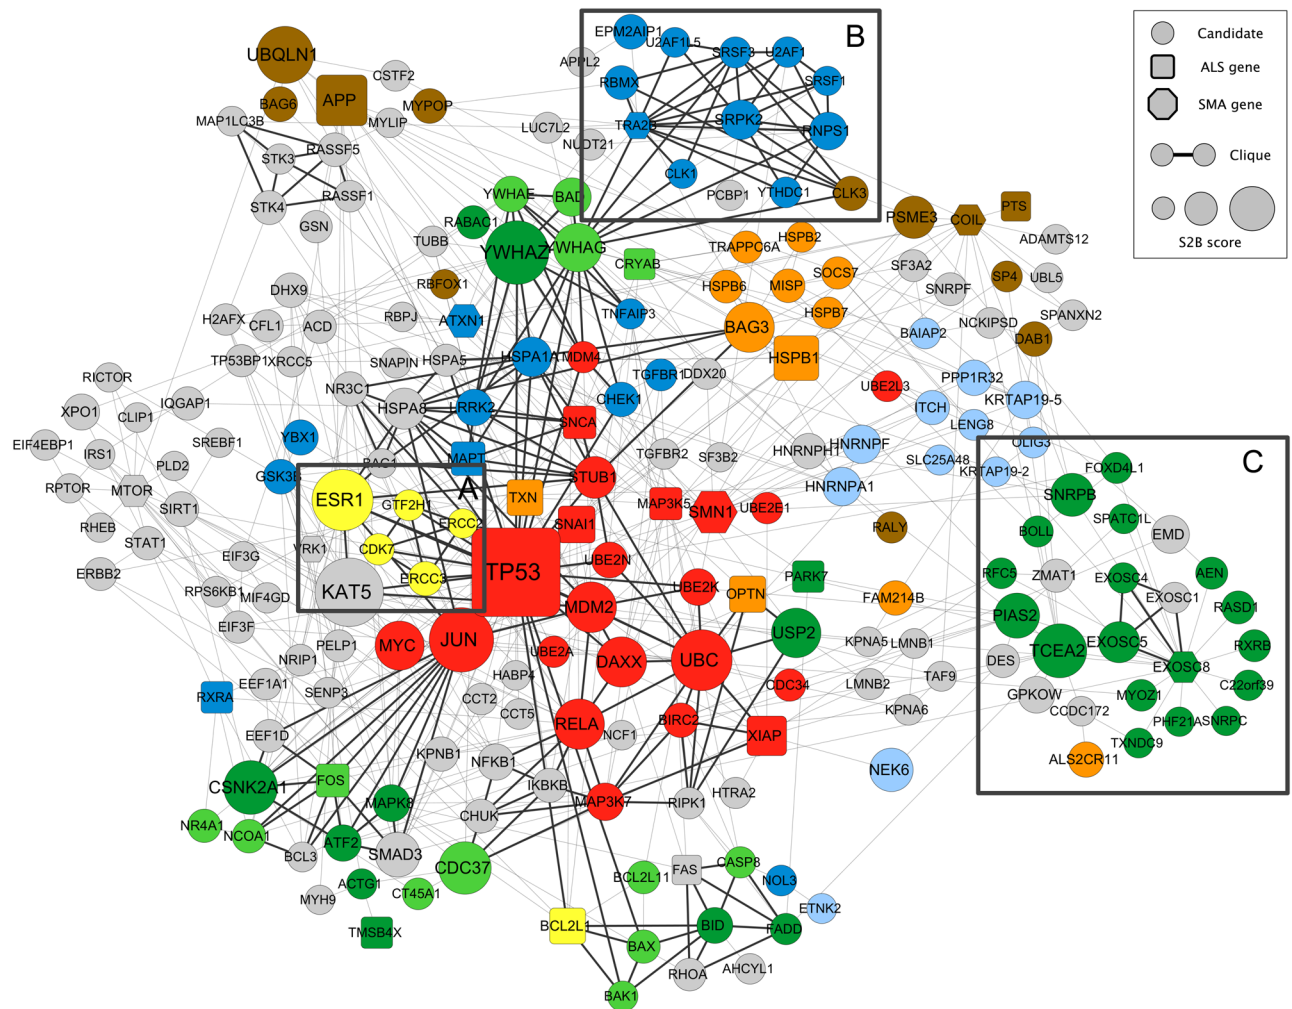 B
Candidate
ALS gene
SMA gene
Clique
S2B score
EPM2AIP1
U2AF1L5
SRSF3
U2AF1
UBQLN1
APPL2
CSTF2
RBMX
SRSF1
BAG6
APP
MYPOP
MAP1LC3B
MYLIP
LUC7L2
TRA2B
SRPK2
RNPS1
NUDT21
STK3
RASSF5
CLK1
STK4
RASSF1
YWHAE
BAD
PCBP1
YTHDC1
CLK3
GSN
RABAC1
PSME3
COIL
PTS
TUBB
YWHAZ
YWHAG
TRAPPC6A
HSPB2
ADAMTS12
CRYAB
SF3A2
SOCS7
DHX9
RBFOX1
HSPB6
MISP
SNRPF
SP4
UBL5
H2AFX
CFL1
ACD
RBPJ
ATXN1
TNFAIP3
BAG3
HSPB7
NCKIPSD
SPANXN2
BAIAP2
DAB1
TP53BP1
XRCC5
SNAPIN
HSPA5
HSPA1A
MDM4
HSPB1
TGFBR1
DDX20
RICTOR
NR3C1
UBE2L3
PPP1R32
XPO1
CLIP1
IQGAP1
HSPA8
LRRK2
CHEK1
ITCH
KRTAP19-5
SNCA
LENG8
EIF4EBP1
IRS1
SREBF1
YBX1
HNRNPH1
HNRNPF
OLIG3
PLD2
BAG1
MAPT
TGFBR2
SF3B2
SLC25A48
C
KRTAP19-2
FOXD4L1
RPTOR
MTOR
GSK3B
A
STUB1
HNRNPA1
SNRPB
ESR1
GTF2H1
TXN
MAP3K5
SMN1
UBE2E1
SIRT1
ERCC2
SNAI1
RALY
BOLL
SPATC1L
RHEB
STAT1
EMD
EIF3G
VRK1
CDK7
UBE2N
ERBB2
ERCC3
TP53
PARK7
RFC5
ZMAT1
EXOSC4
AEN
RPS6KB1
MIF4GD
KAT5
UBE2K
OPTN
FAM214B
EXOSC1
MDM2
PIAS2
RASD1
EIF3F
USP2
PELP1
MYC
JUN
EXOSC5
NRIP1
UBE2A
DAXX
UBC
KPNA5
LMNB1
TCEA2
RXRB
DES
EXOSC8
HABP4
EEF1A1
SENP3
CDC34
LMNB2
TAF9
C22orf39
RXRA
CCT2
GPKOW
MYOZ1
CCT5
KPNA6
CCDC172
BIRC2
PHF21A
SNRPC
RELA
NCF1
XIAP
EEF1D
TXNDC9
KPNB1
ALS2CR11
NFKB1
NEK6
CSNK2A1
FOS
IKBKB
HTRA2
MAPK8
MAP3K7
RIPK1
CHUK
NR4A1
NCOA1
ATF2
BCL3
SMAD3
CDC37
CASP8
FAS
BCL2L11
ACTG1
CT45A1
NOL3
MYH9
ETNK2
TMSB4X
BCL2L1
BID
FADD
BAX
RHOA
AHCYL1
BAK1